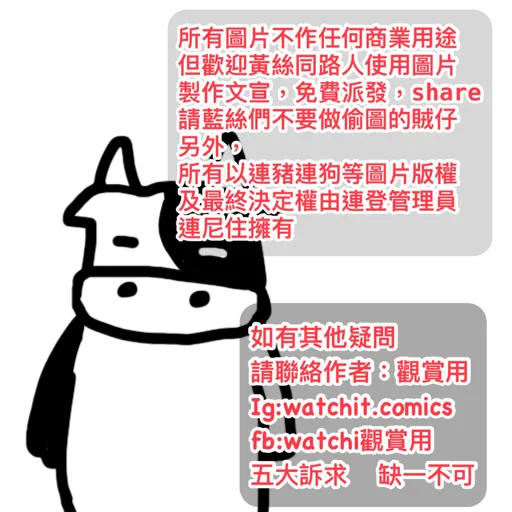 所有圖片不作任何商業用途
但歡迎黃絲同路人使用圖片
製作文宣，免費派發，share
請藍絲們不要做偷圖的賊仔
另外，
所有以連豬連狗等圖片版權
及最終決定權由連登管理員
連尼住擁有
如有其他疑問
請聯絡作者：觀賞用
Ig:watchit.comics
fb:watchi觀賞用
五大訴求　缺一不可